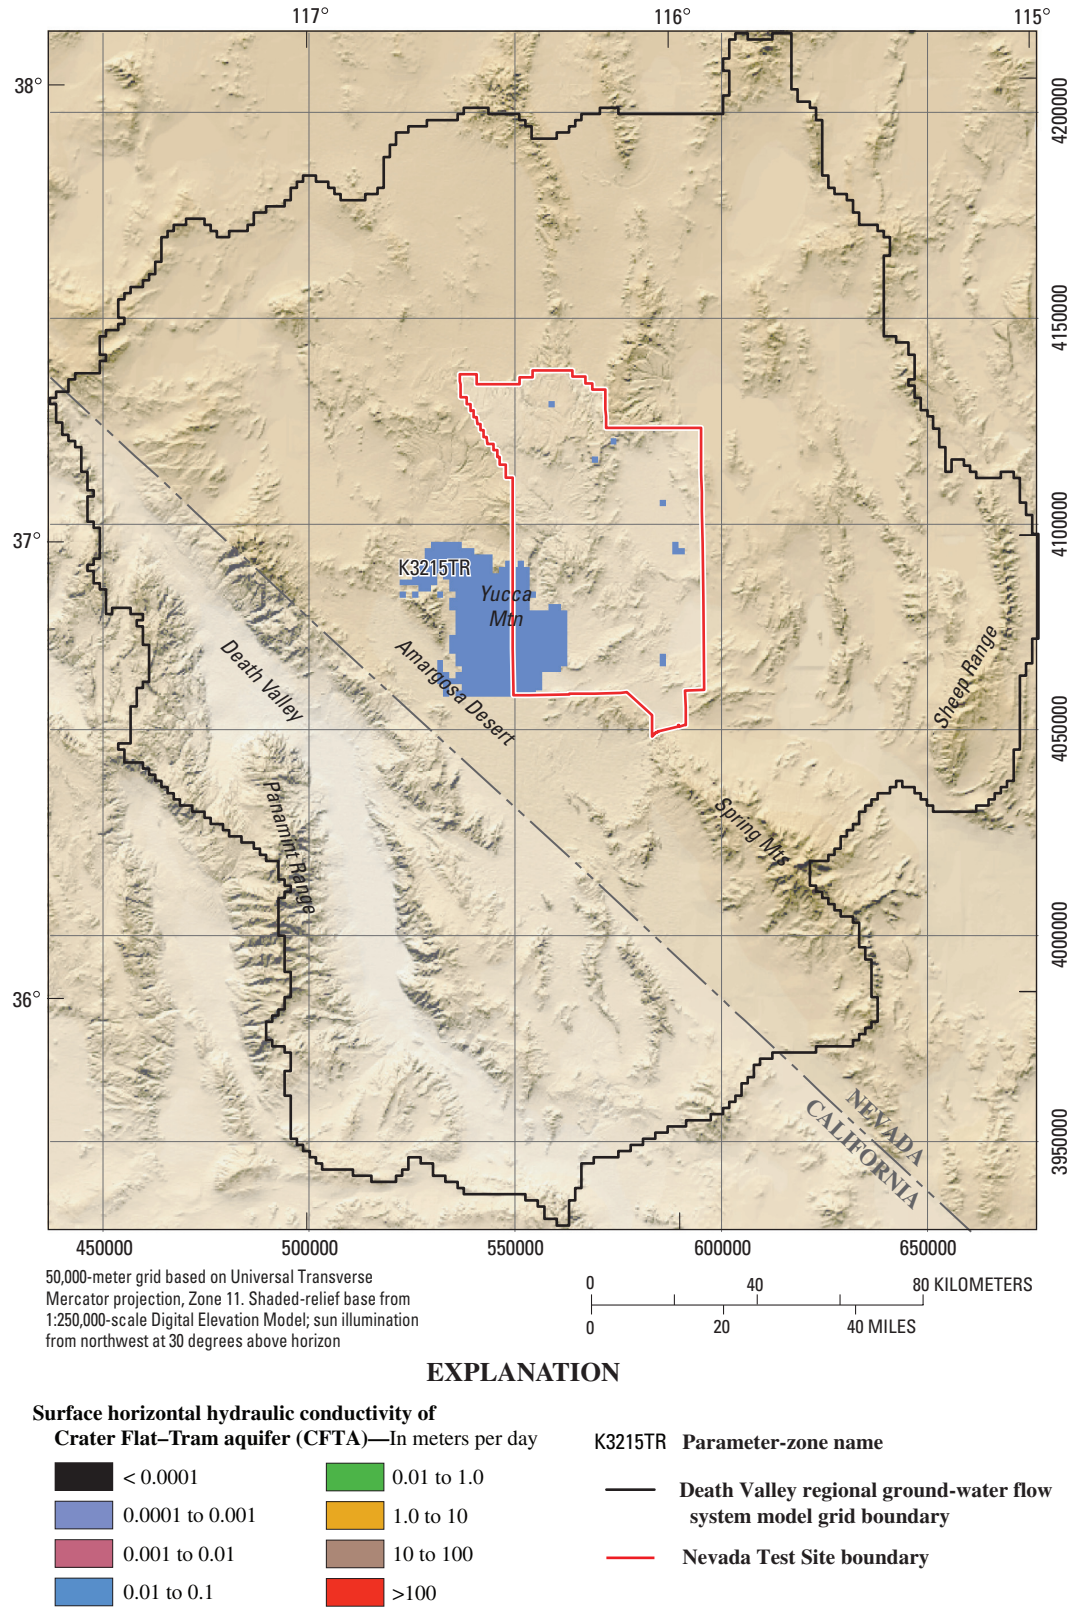 117°
116°
115°
38°
37°
36°
4200000
4150000
4100000
4050000
4000000
3950000
K3215TR
Yucca
Mtn
Death Valley
Amargosa Desert
Panamint Range
Sheep Range
Spring Mts
NEVADA
CALIFORNIA
450000
500000
550000
600000
650000
50,000-meter grid based on Universal Transverse
Mercator projection, Zone 11. Shaded-relief base from
1:250,000-scale Digital Elevation Model; sun illumination
from northwest at 30 degrees above horizon
0
40
80 KILOMETERS
0
20
40 MILES
EXPLANATION
Surface horizontal hydraulic conductivity of
Crater Flat–Tram aquifer (CFTA)—In meters per day
< 0.0001
0.0001 to 0.001
0.001 to 0.01
0.01 to 0.1
0.01 to 1.0
1.0 to 10
10 to 100
>100
K3215TR Parameter-zone name
Death Valley regional ground-water flow
system model grid boundary
Nevada Test Site boundary